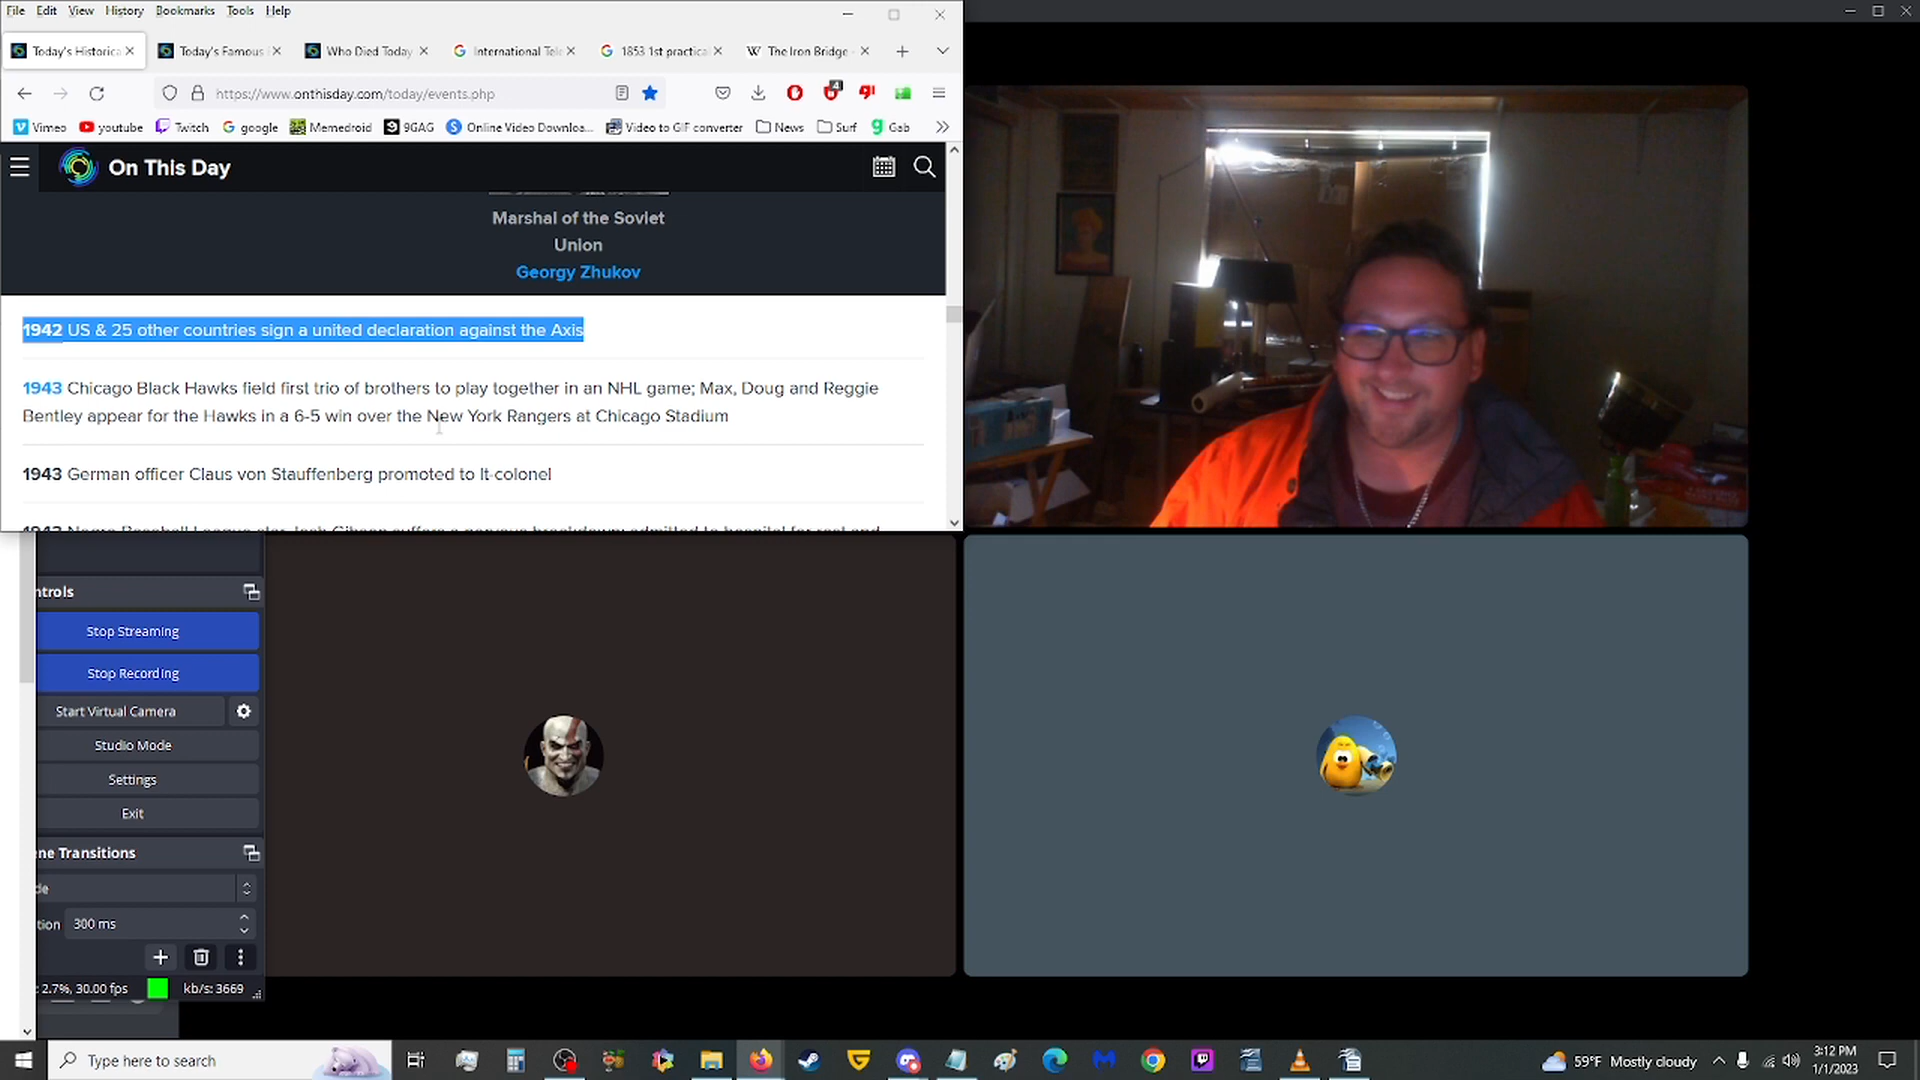 File Edit View History Bookmarks Tools Help
Today's Historica
Today's Famous
Who Died Today
International Tele
1853 1st practica
The Iron Bridge
https://www.onthisday.com/today/events.php
4
Vimeo youtube Twitch google Memedroid 9GAG Online Video Downloa... Video to GIF converter News Surf Gab
On This Day
Marshal of the Soviet
Union
Georgy Zhukov
1942 US & 25 other countries sign a united declaration against the Axis
1943 Chicago Black Hawks field first trio of brothers to play together in an NHL game; Max, Doug and Reggie
Bentley appear for the Hawks in a 6-5 win over the New York Rangers at Chicago Stadium
1943 German officer Claus von Stauffenberg promoted to lt-colonel
ntrols
Stop Streaming
Stop Recording
Start Virtual Camera
Studio Mode
Settings
Exit
ene Transitions
de
tion 300 ms
: 2.7%, 30.00 fps kb/s: 3669
Type here to search
59°F Mostly cloudy
3:12 PM
1/1/2023